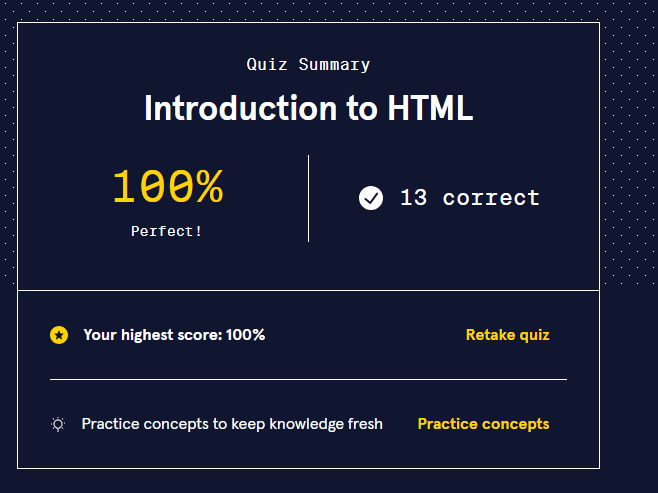 Quiz Summary
Introduction to HTML
100%
Perfect!
13 correct
Your highest score: 100%
Retake quiz
Practice concepts to keep knowledge fresh
Practice concepts